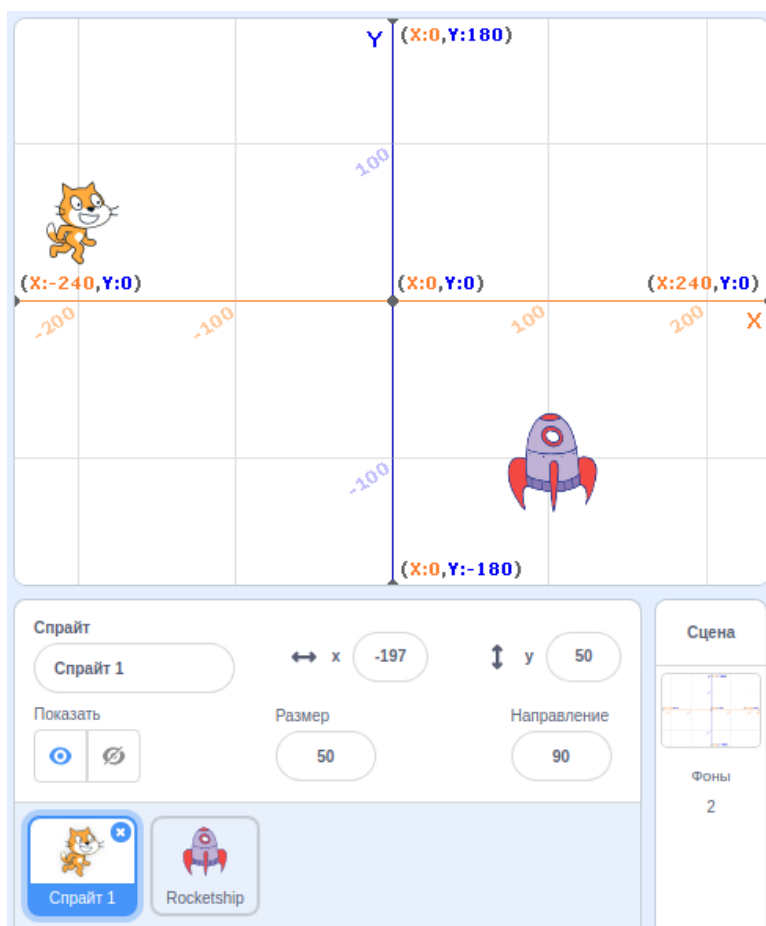 Y (X:0,Y:180)
100
(X:-240,Y:0) (X:0,Y:0) (X:240,Y:0)
-200 -100 100 200 X
-100
(X:0,Y:-180)
Спрайт
Спрайт 1 x -197 y 50
Показать Размер Направление
50 90
Спрайт 1 Rocketship
Сцена
Фоны
2